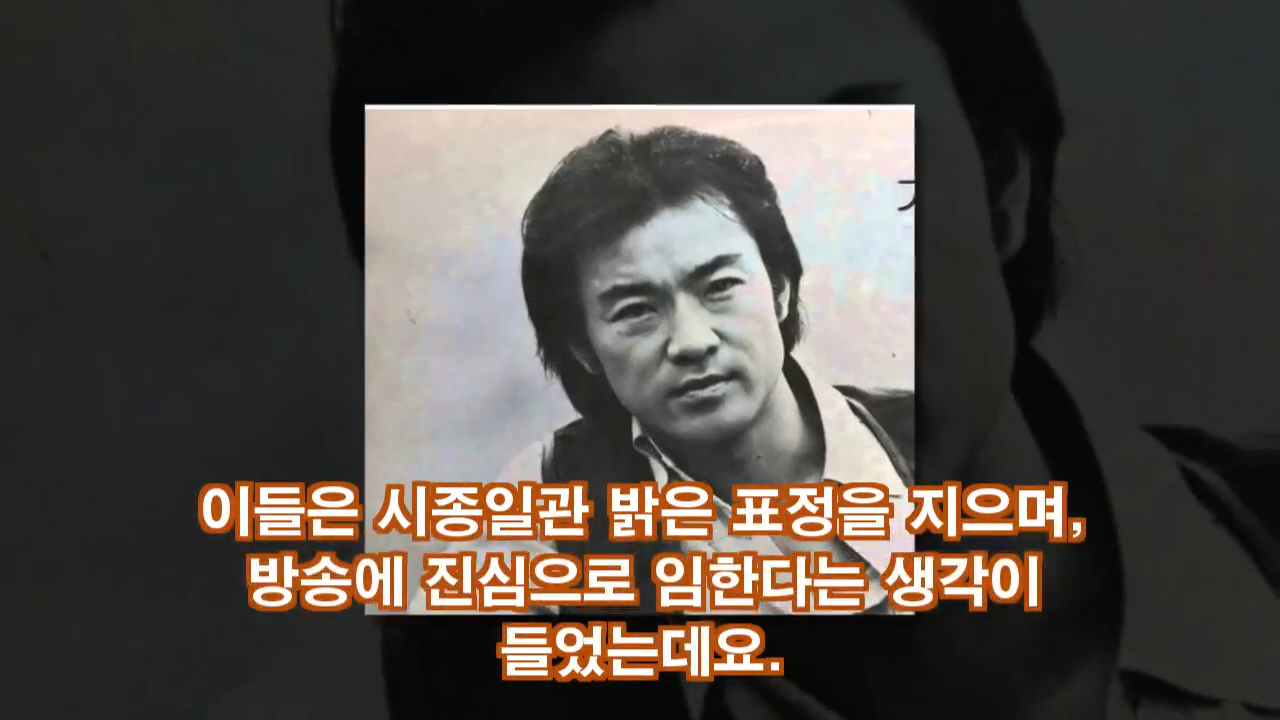 이들은 시종일관 밝은 표정을 지으며,
방송에 진심으로 임한다는 생각이
들었는데요.